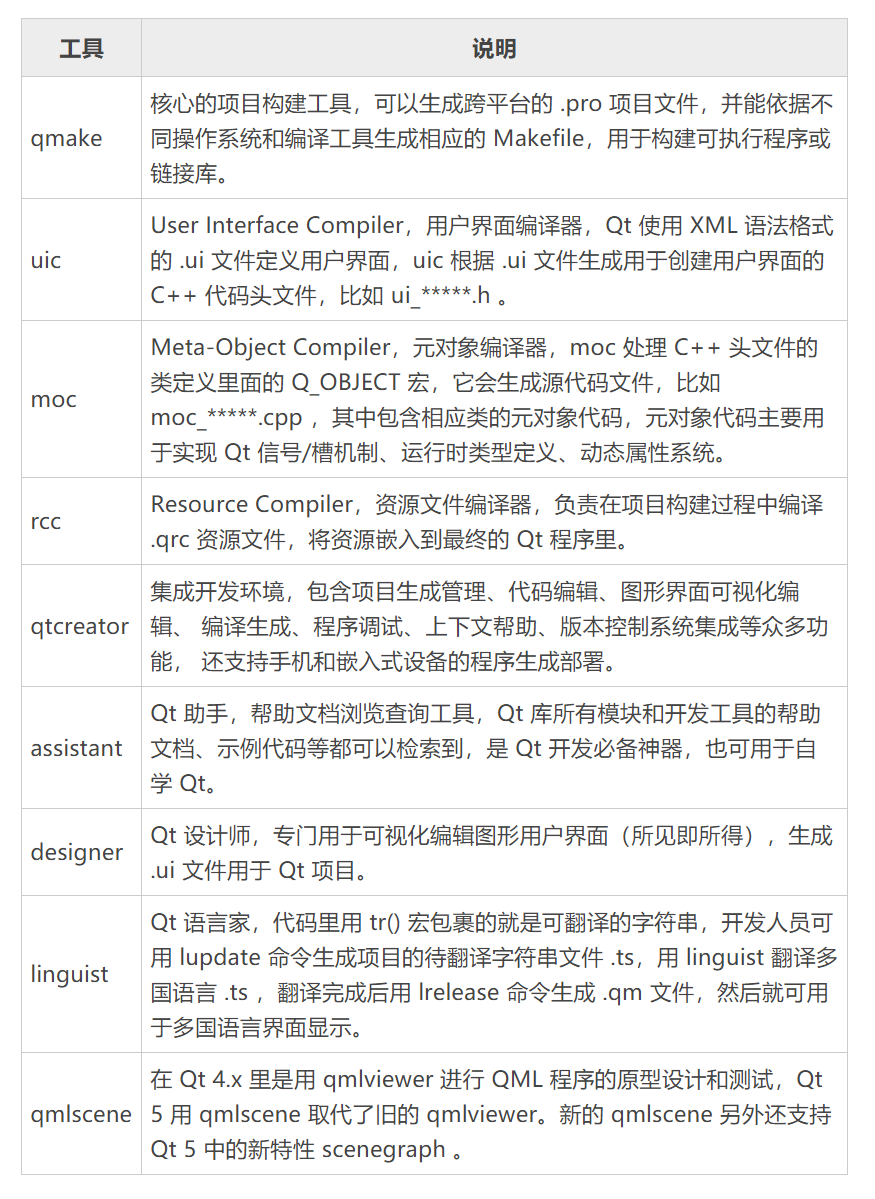 工具
说明
qmake
核心的项目构建工具，可以生成跨平台的 .pro 项目文件，并能依据不
同操作系统和编译工具生成相应的 Makefile，用于构建可执行程序或
链接库。
uic
User Interface Compiler，用户界面编译器，Qt 使用 XML 语法格式
的 .ui 文件定义用户界面，uic 根据 .ui 文件生成用于创建用户界面的
C++ 代码头文件，比如 ui_*****.h 。
moc
Meta-Object Compiler，元对象编译器，moc 处理 C++ 头文件的
类定义里面的 Q_OBJECT 宏，它会生成源代码文件，比如
moc_*****.cpp ，其中包含相应类的元对象代码，元对象代码主要用
于实现 Qt 信号/槽机制、运行时类型定义、动态属性系统。
rcc
Resource Compiler，资源文件编译器，负责在项目构建过程中编译
.qrc 资源文件，将资源嵌入到最终的 Qt 程序里。
qtcreator
集成开发环境，包含项目生成管理、代码编辑、图形界面可视化编
辑、 编译生成、程序调试、上下文帮助、版本控制系统集成等众多功
能， 还支持手机和嵌入式设备的程序生成部署。
assistant
Qt 助手，帮助文档浏览查询工具，Qt 库所有模块和开发工具的帮助
文档、示例代码等都可以检索到，是 Qt 开发必备神器，也可用于自
学 Qt。
designer
Qt 设计师，专门用于可视化编辑图形用户界面（所见即所得），生成
.ui 文件用于 Qt 项目。
linguist
Qt 语言家，代码里用 tr() 宏包裹的就是可翻译的字符串，开发人员可
用 lupdate 命令生成项目的待翻译字符串文件 .ts，用 linguist 翻译多
国语言 .ts ，翻译完成后用 lrelease 命令生成 .qm 文件，然后就可用
于多国语言界面显示。
qmlscene
在 Qt 4.x 里是用 qmlviewer 进行 QML 程序的原型设计和测试，Qt
5 用 qmlscene 取代了旧的 qmlviewer。新的 qmlscene 另外还支持
Qt 5 中的新特性 scenegraph 。